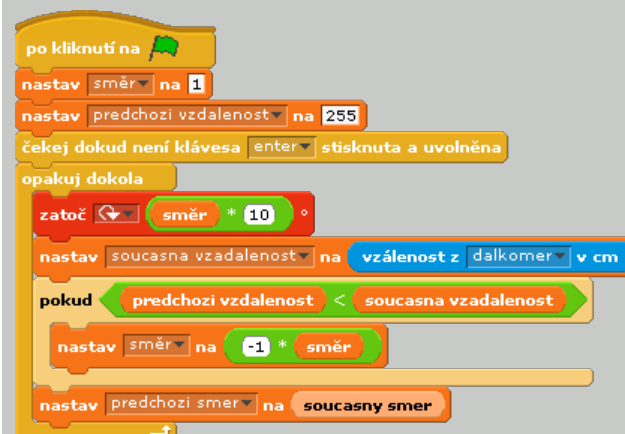 po kliknutí na
nastav směr na 1
nastav predchozi vzdalenost na 255
čekej dokud není klávesa enter stisknuta a uvolněna
opakuj dokola
zatoč směr * 10 °
nastav soucasna vzadalenost na vzálenost z dalkomer v cm
pokud predchozi vzdalenost < soucasna vzadalenost
nastav směr na -1 * směr
nastav predchozi smer na soucasny smer